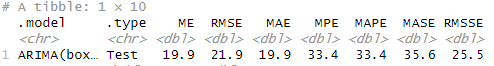 # A tibble: 1 × 10
.model .type ME RMSE MAE MPE MAPE MASE RMSSE
<chr> <chr> <dbl> <dbl> <dbl> <dbl> <dbl> <dbl> <dbl>
1 ARIMA(box… Test 19.9 21.9 19.9 33.4 33.4 35.6 25.5